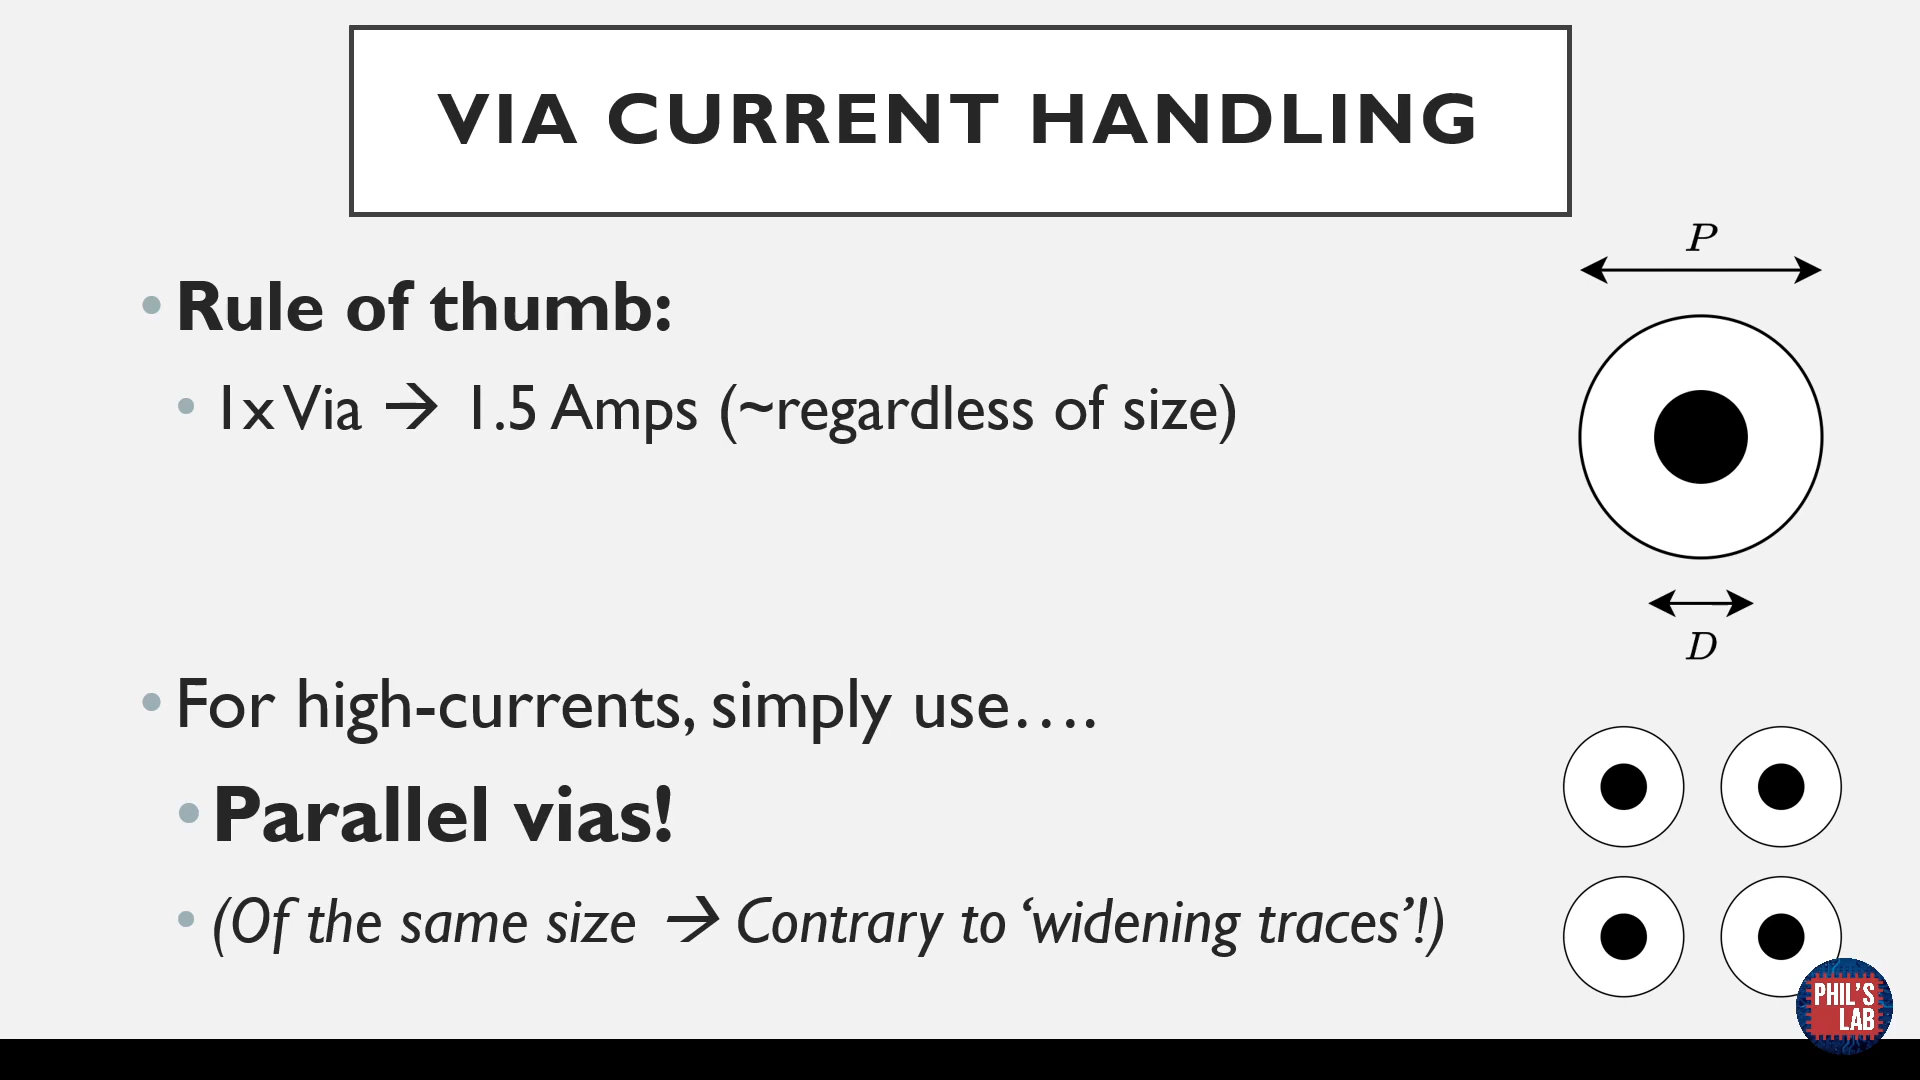 VIA CURRENT HANDLING
P
• Rule of thumb:
• 1x Via → 1.5 Amps (~regardless of size)
D
• For high-currents, simply use….
• Parallel vias!
• (Of the same size → Contrary to ‘widening traces’!)
PHIL'S
LAB